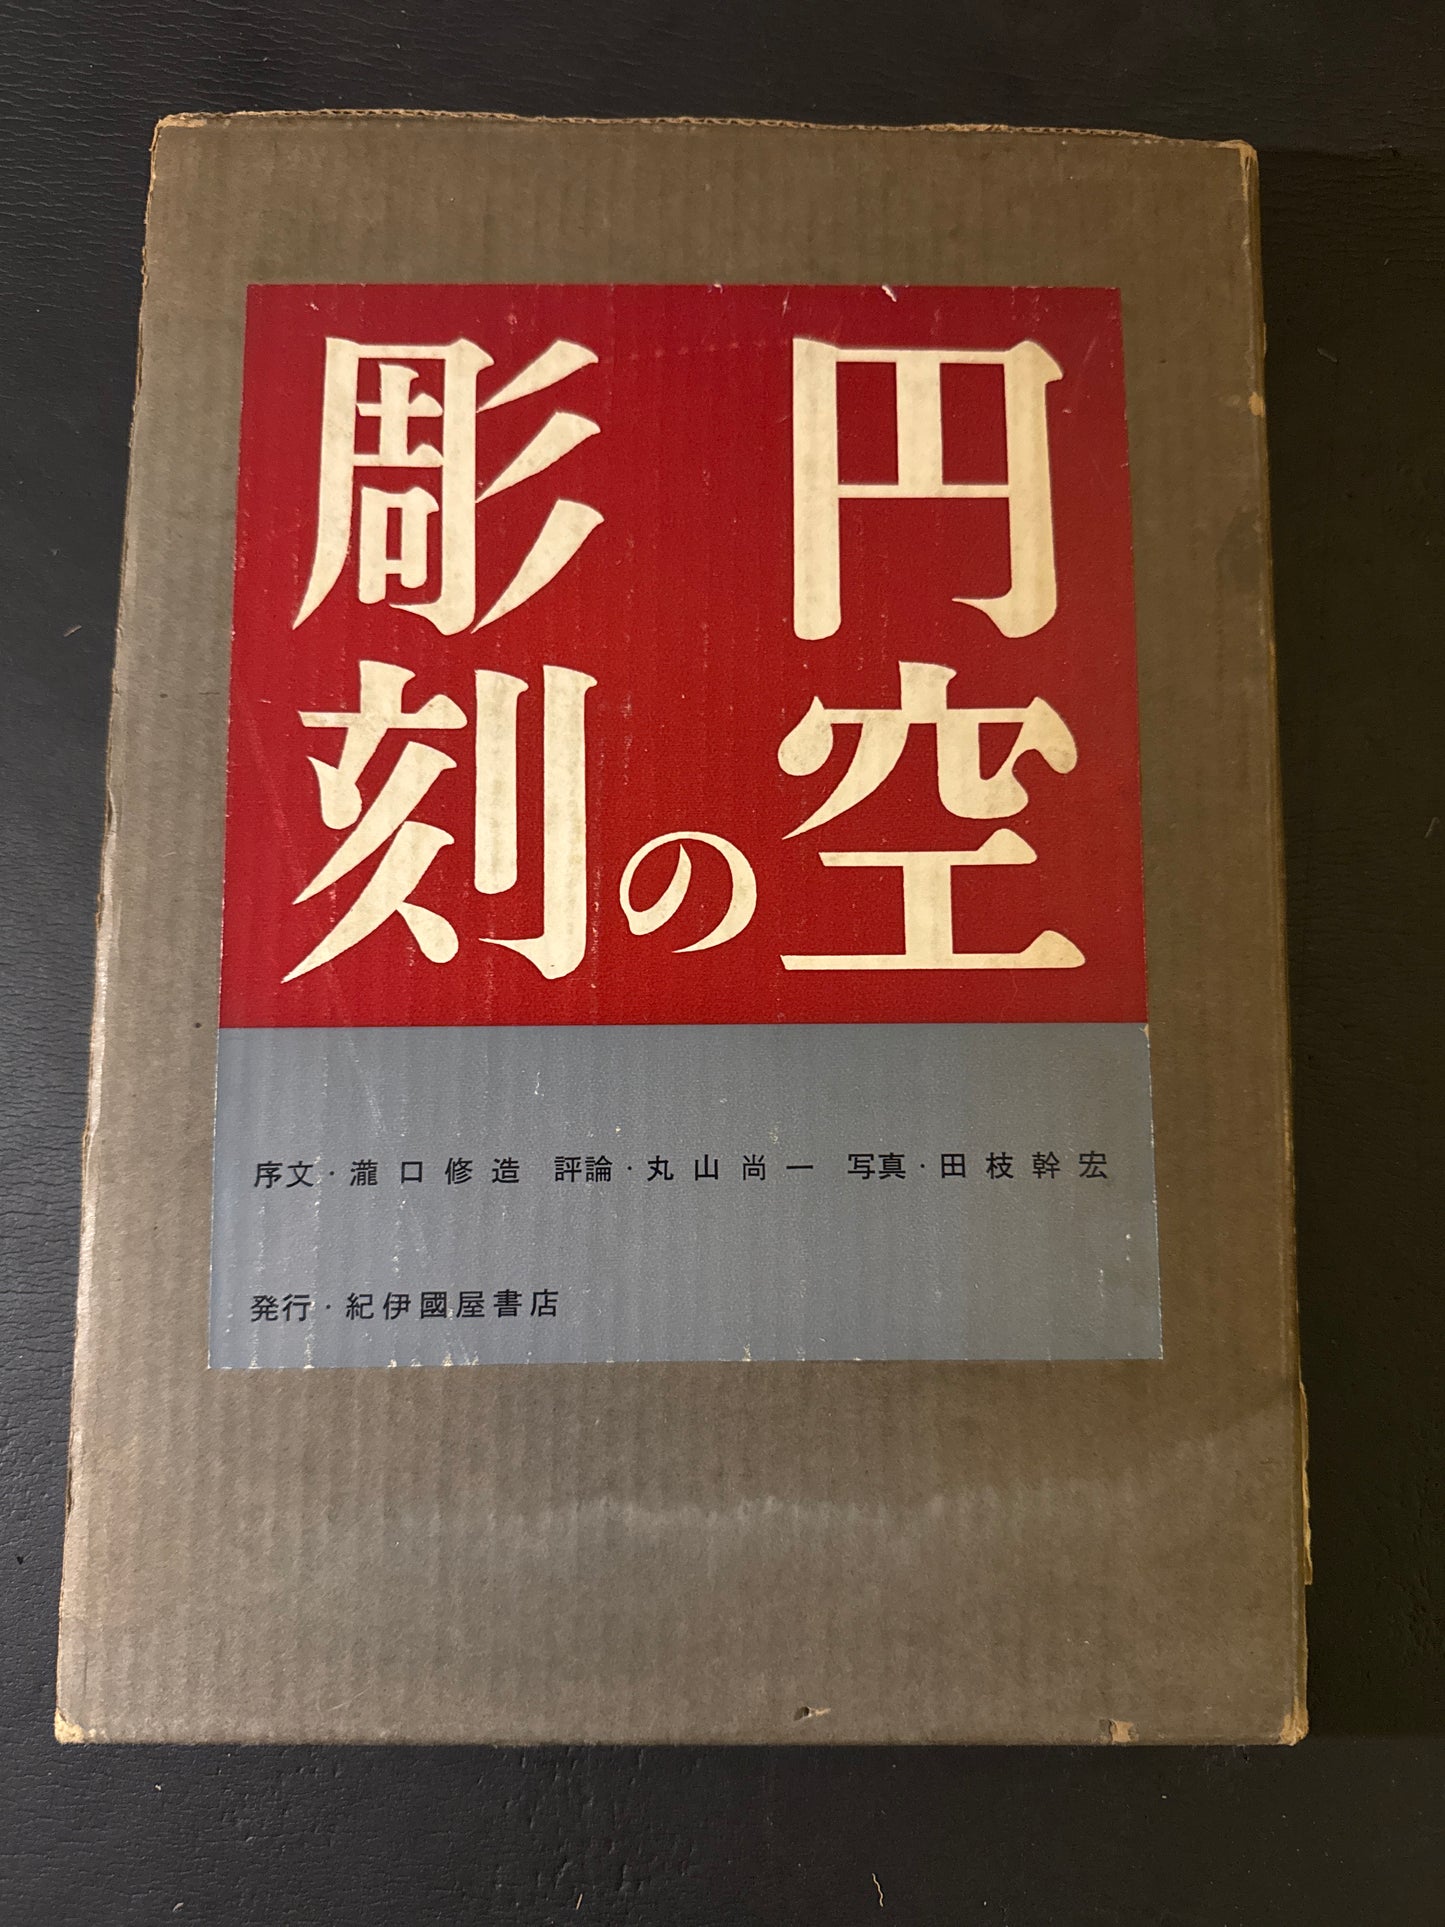 円空の
彫刻
序文・瀧口修造 評論・丸山尚一 写真・田枝幹宏
発行・紀伊國屋書店